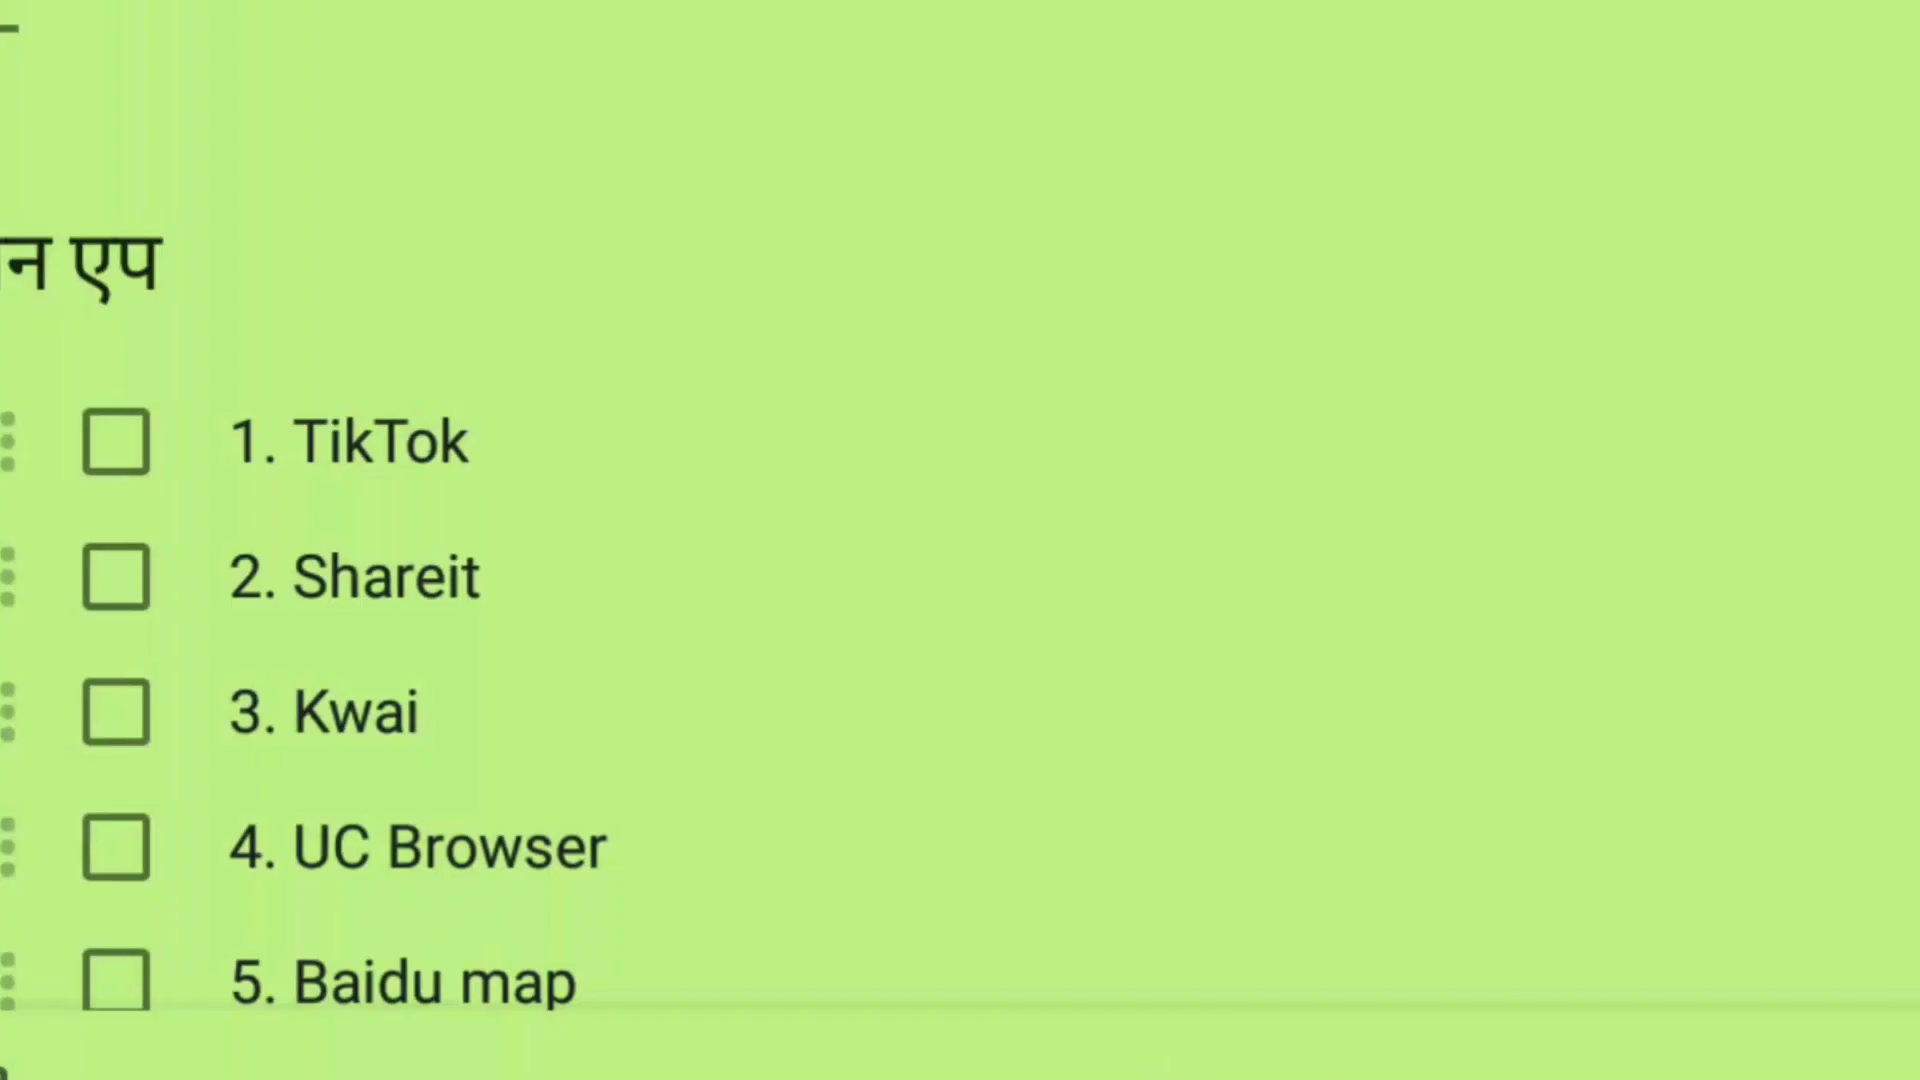 एप
1. TikTok
2. Shareit
3. Kwai
4. UC Browser
5. Baidu map